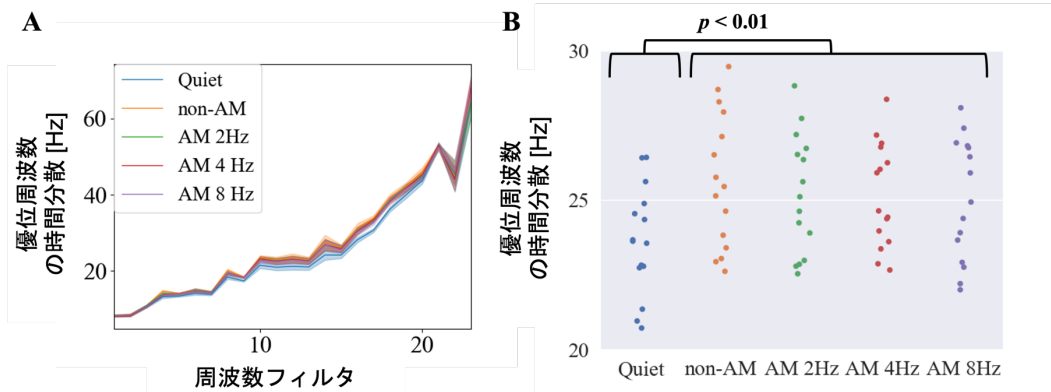 A
優位周波数
の時間分散 [Hz]
60
40
20
10
20
周波数フィルタ
Quiet
non-AM
AM 2Hz
AM 4 Hz
AM 8 Hz
B
p < 0.01
優位周波数
の時間分散 [Hz]
30
25
20
Quiet
non-AM
AM 2Hz
AM 4Hz
AM 8Hz